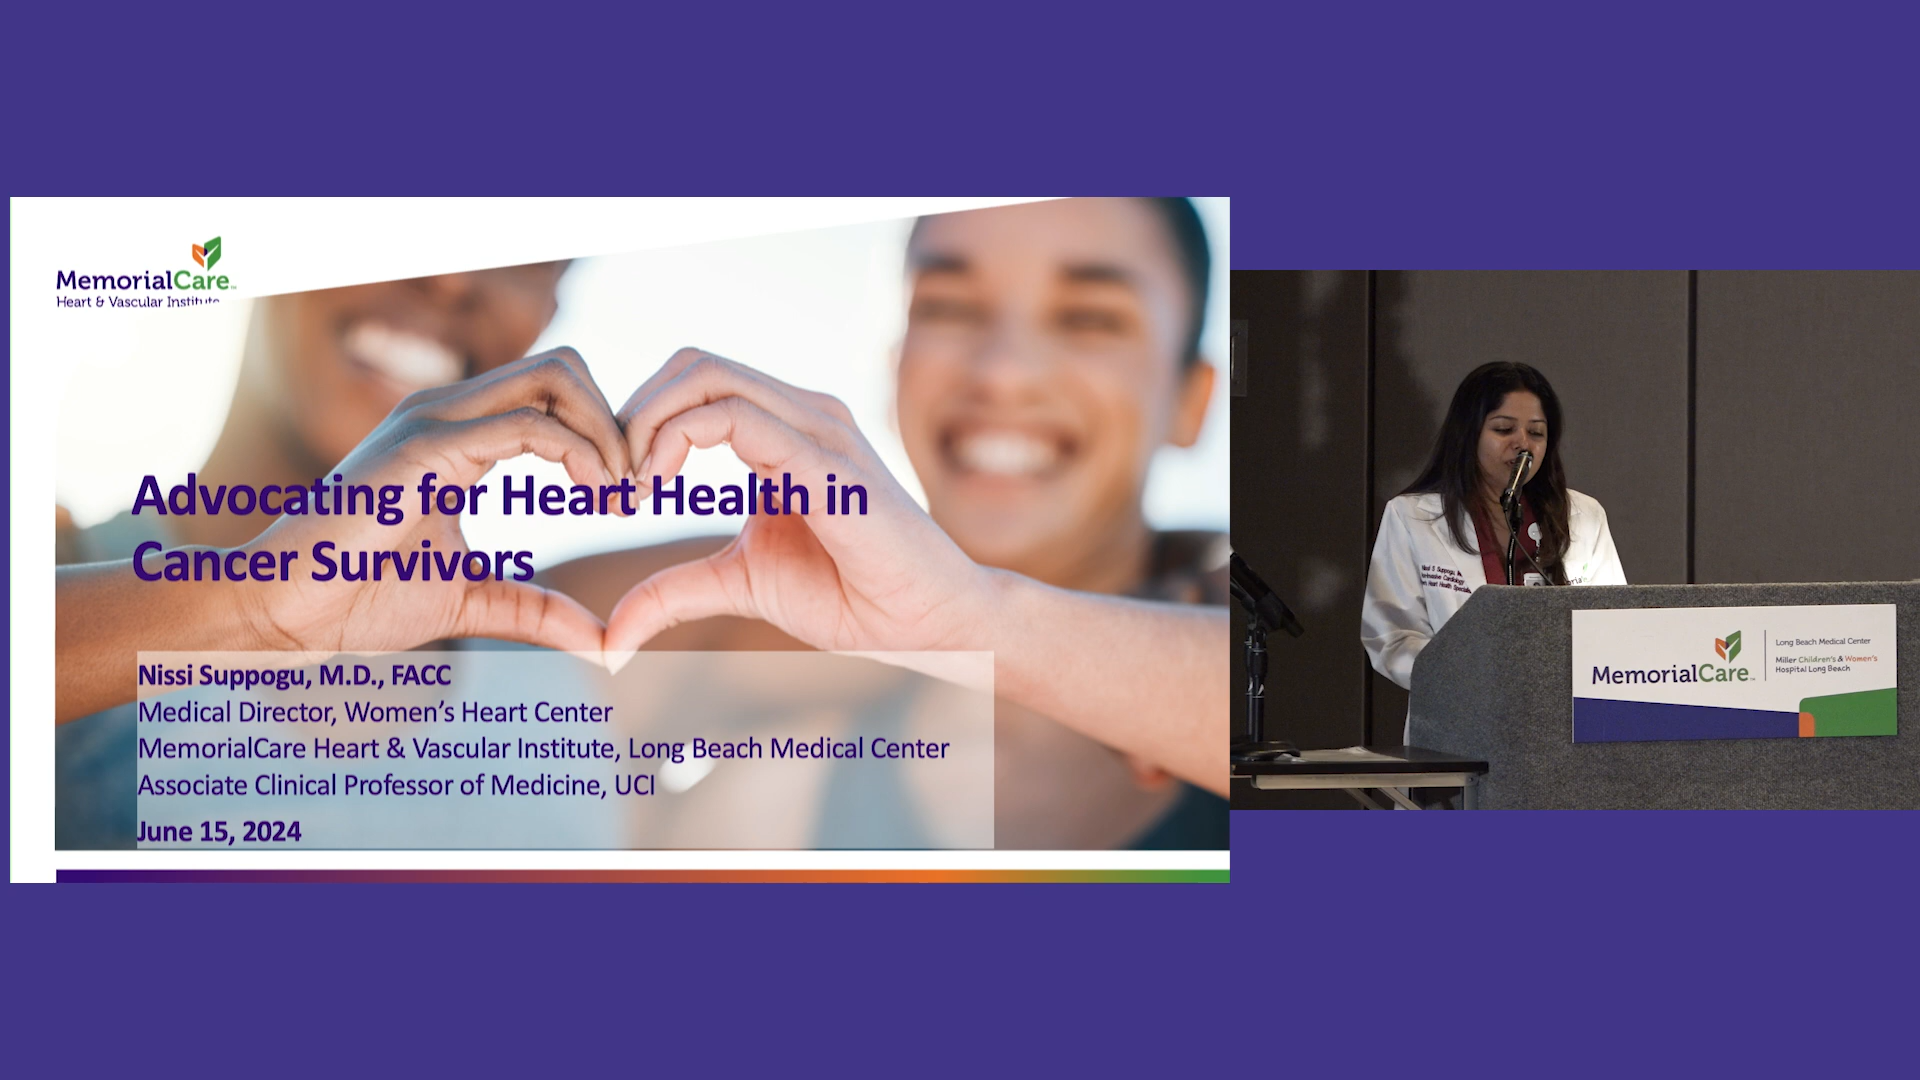 MemorialCare™
Heart & Vascular Institute
Advocating for Heart Health in
Cancer Survivors
Nissi Suppogu, M.D., FACC
Medical Director, Women’s Heart Center
MemorialCare Heart & Vascular Institute, Long Beach Medical Center
Associate Clinical Professor of Medicine, UCI
June 15, 2024
MemorialCare™
Long Beach Medical Center
Miller Children's & Women's
Hospital Long Beach